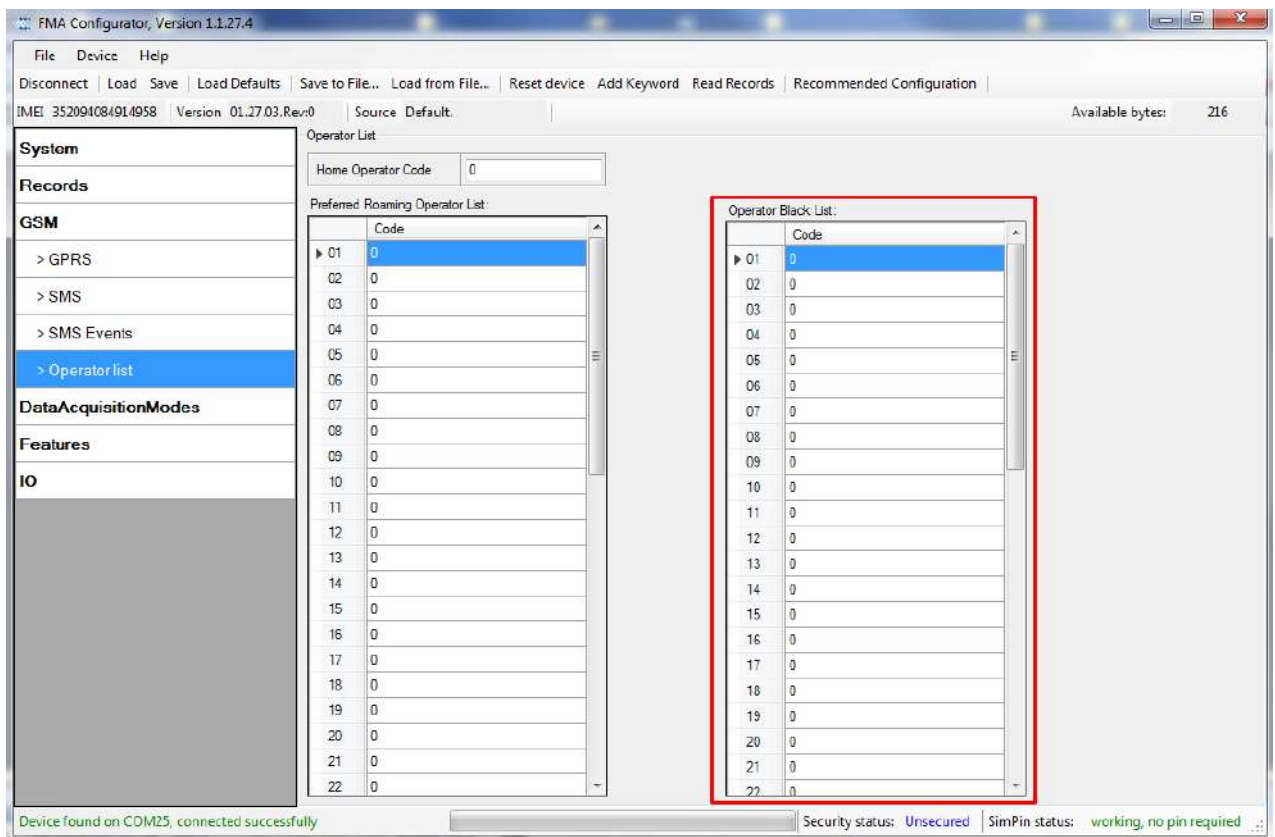 FMA Configurator, Version 1.1.27.4
File Device Help
Disconnect Load Save Load Defaults Save to File... Load from File... Reset device Add Keyword Read Records Recommended Configuration
IMEI 352094084914958 Version 01.27.03.Rev:0 Source Default. Available bytes: 216
System
Records
GSM
> GPRS
> SMS
> SMS Events
> Operator list
DataAcquisitionModes
Features
IO
Operator List
Home Operator Code 0
Preferred Roaming Operator List:
Code
01 0
02 0
03 0
04 0
05 0
06 0
07 0
08 0
09 0
10 0
11 0
12 0
13 0
14 0
15 0
16 0
17 0
18 0
19 0
20 0
21 0
22 0
Operator Black List:
Code
01 0
02 0
03 0
04 0
05 0
06 0
07 0
08 0
09 0
10 0
11 0
12 0
13 0
14 0
15 0
16 0
17 0
18 0
19 0
20 0
21 0
22 0
Device found on COM25, connected successfully Security status: Unsecured SimPin status: working, no pin required